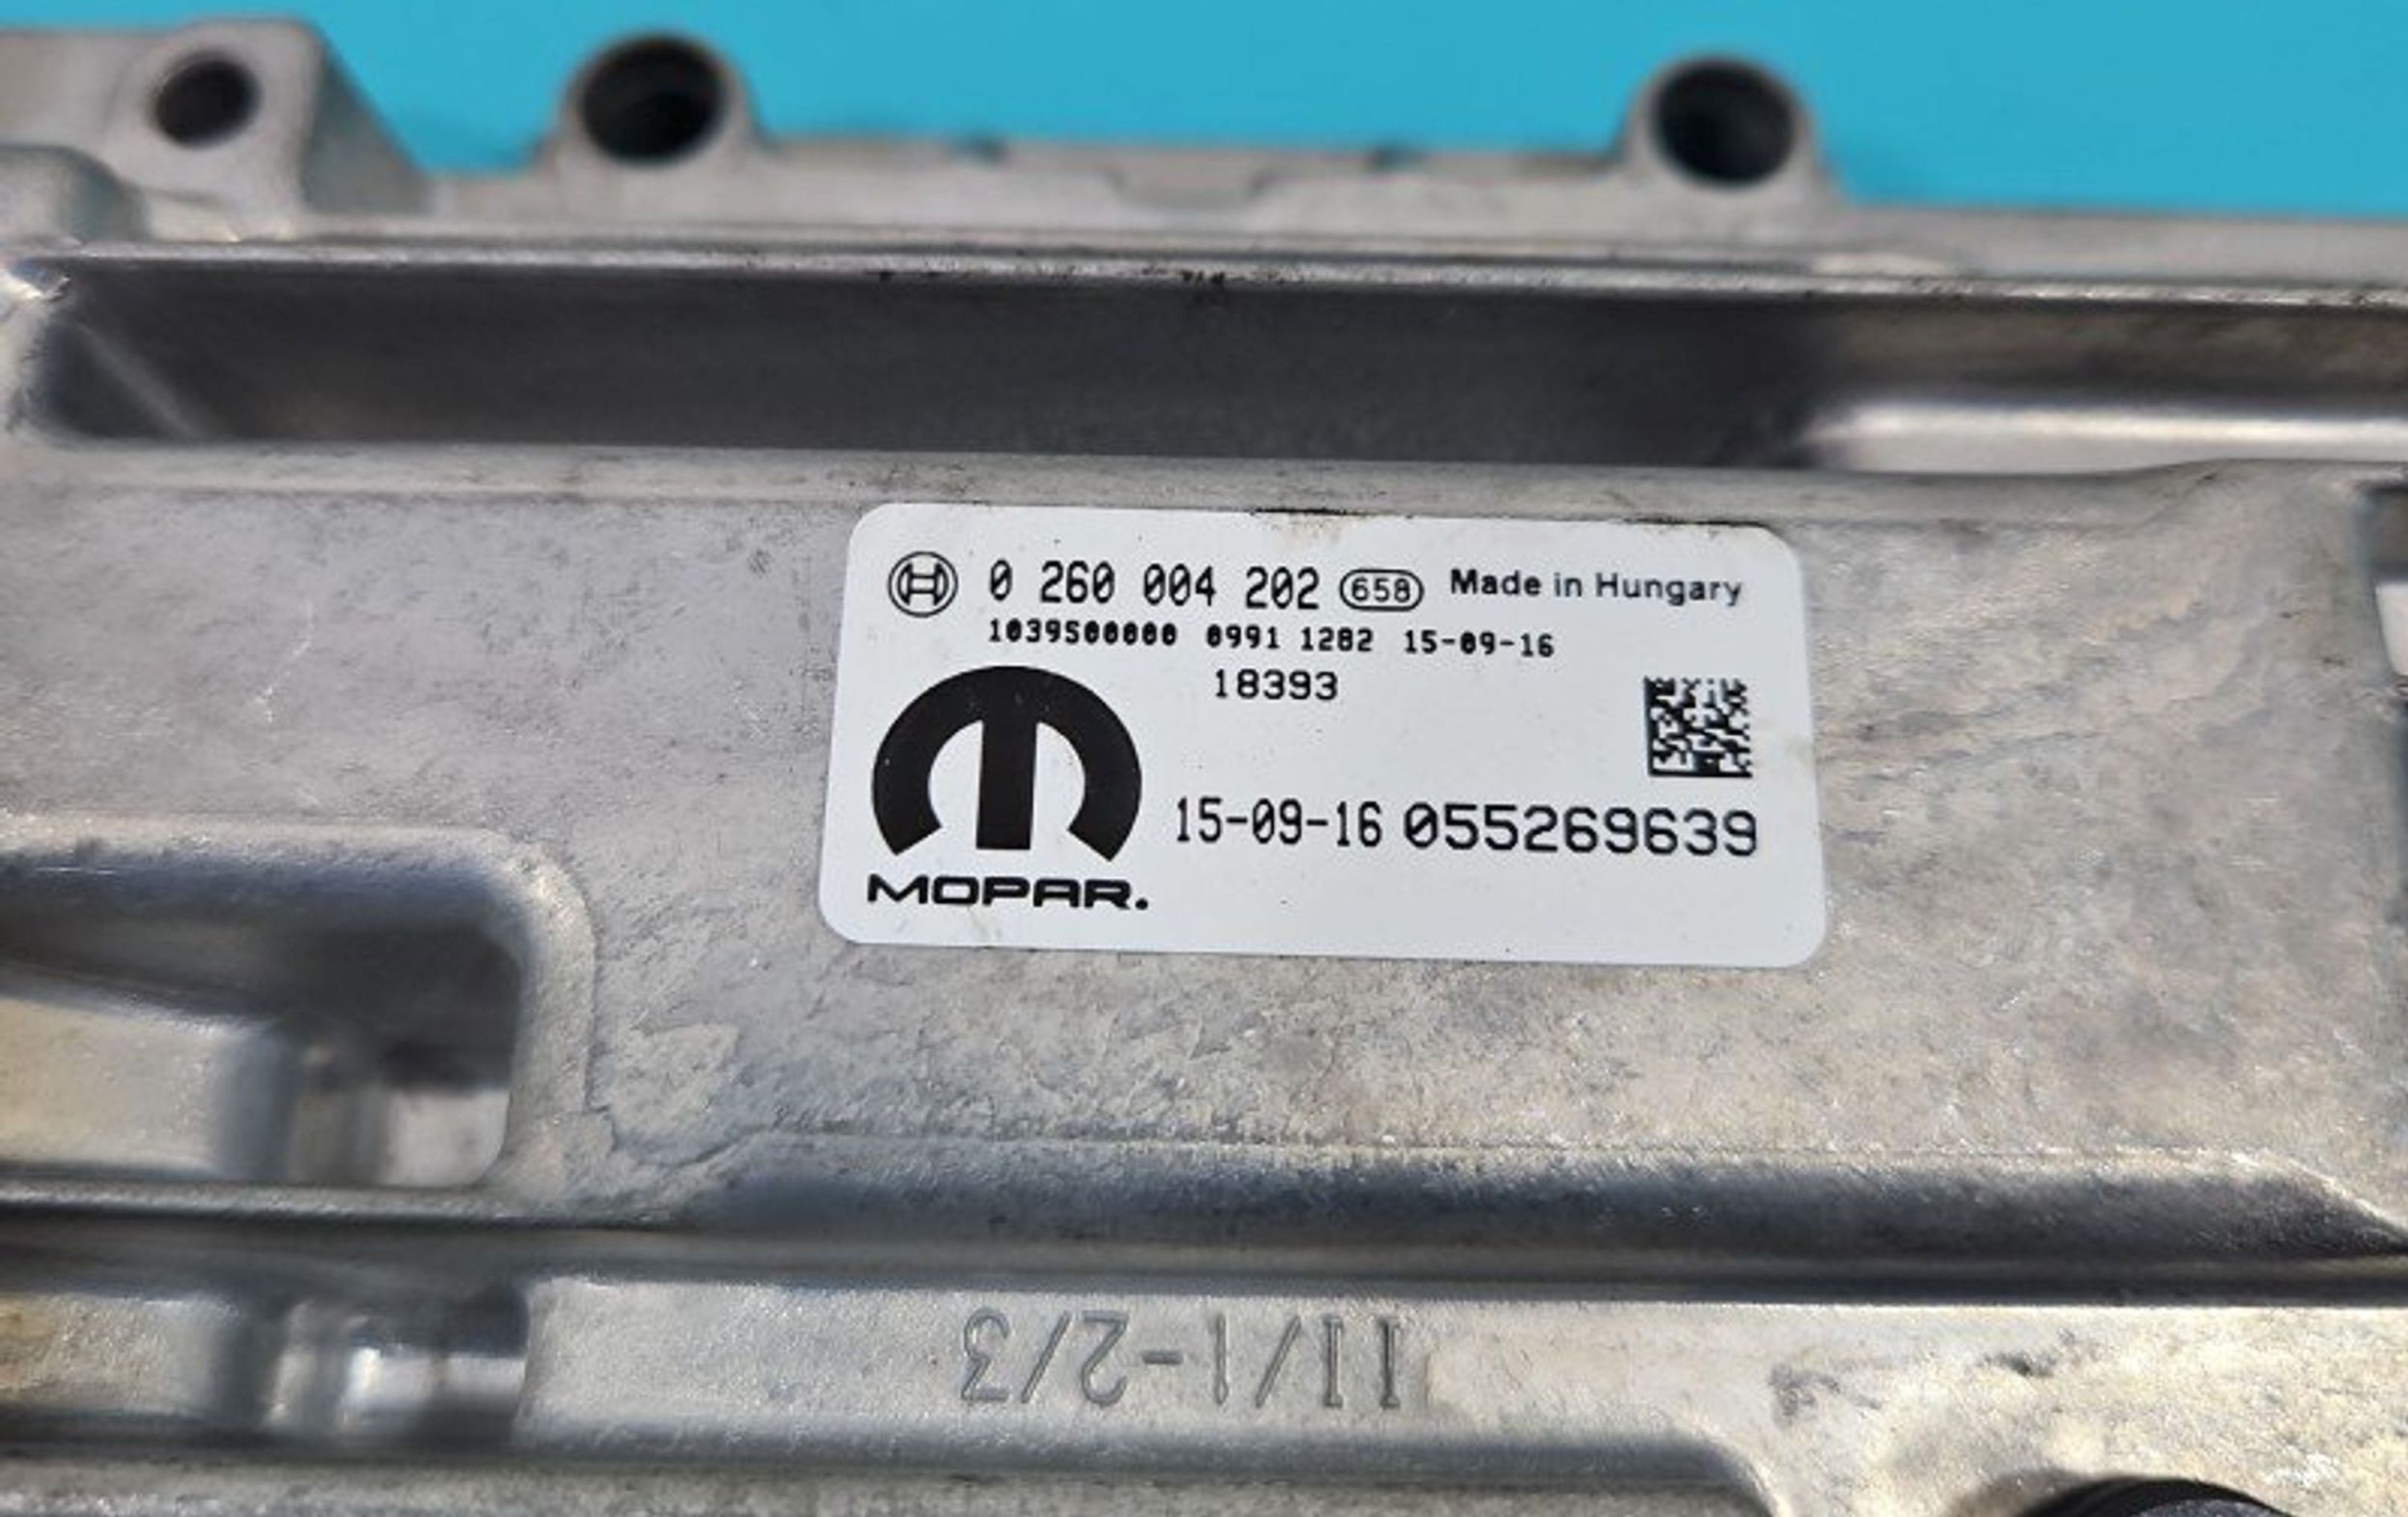 0 260 004 202 658 Made in Hungary
1039S00000 0991 1282 15-09-16
18393
15-09-16 055269639
MOPAR.
II/1-2/3